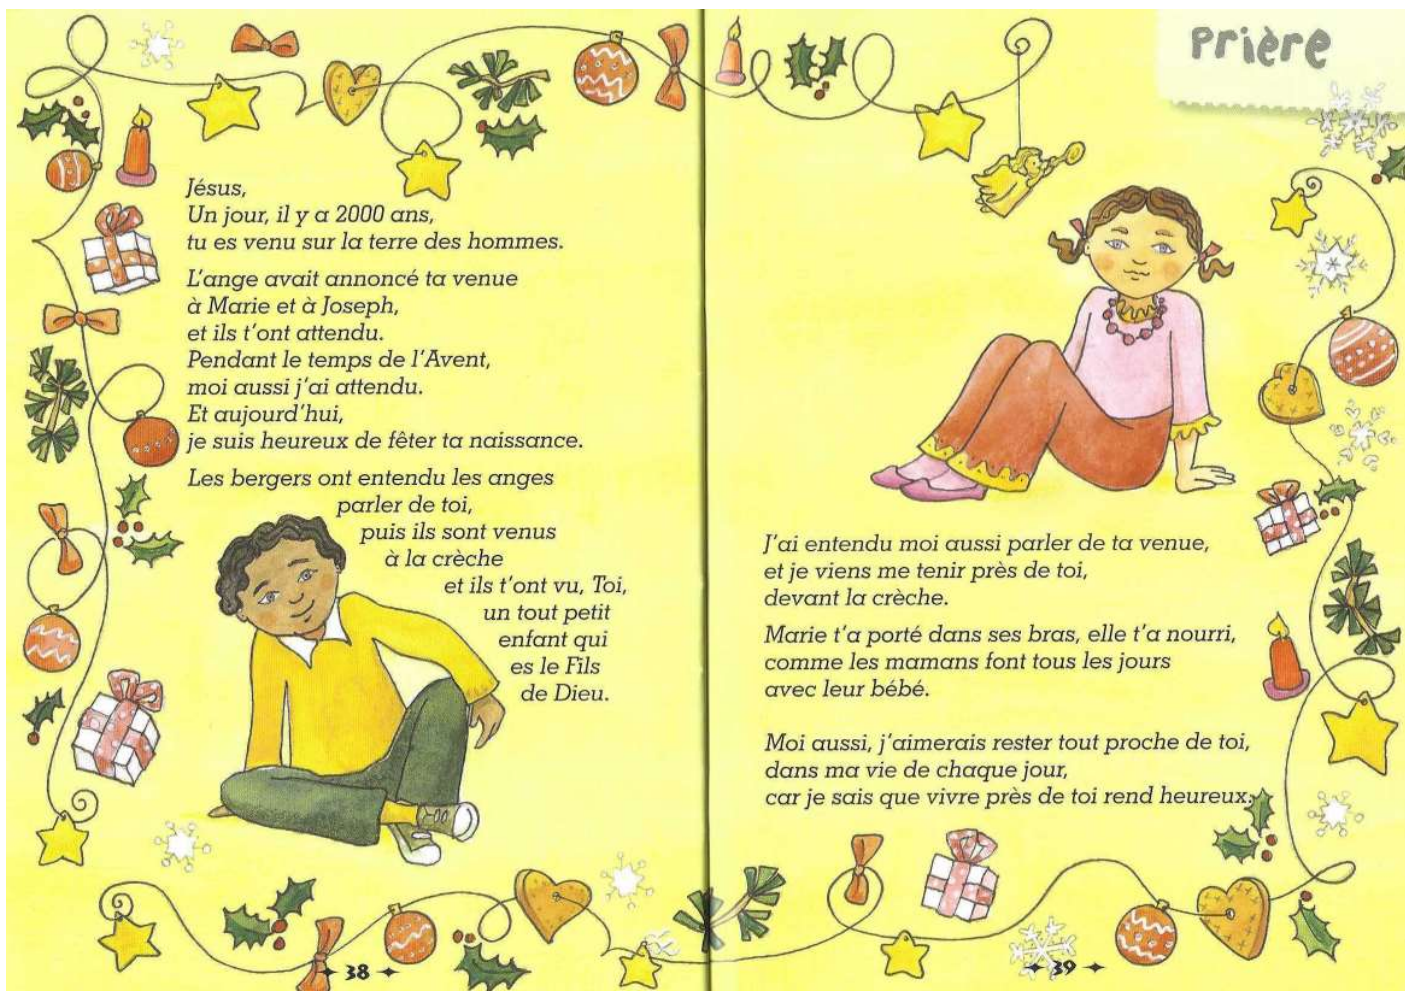 Prière
Jésus,
Un jour, il y a 2000 ans,
tu es venu sur la terre des hommes.
L'ange avait annoncé ta venue
à Marie et à Joseph,
et ils t'ont attendu.
Pendant le temps de l'Avent,
moi aussi j'ai attendu.
Et aujourd'hui,
je suis heureux de fêter ta naissance.
Les bergers ont entendu les anges
parler de toi,
puis ils sont venus
à la crèche
et ils t'ont vu, Toi,
un tout petit
enfant qui
es le Fils
de Dieu.
38
J'ai entendu moi aussi parler de ta venue,
et je viens me tenir près de toi,
devant la crèche.
Marie t'a porté dans ses bras, elle t'a nourri,
comme les mamans font tous les jours
avec leur bébé.
Moi aussi, j'aimerais rester tout proche de toi,
dans ma vie de chaque jour,
car je sais que vivre près de toi rend heureux.
39